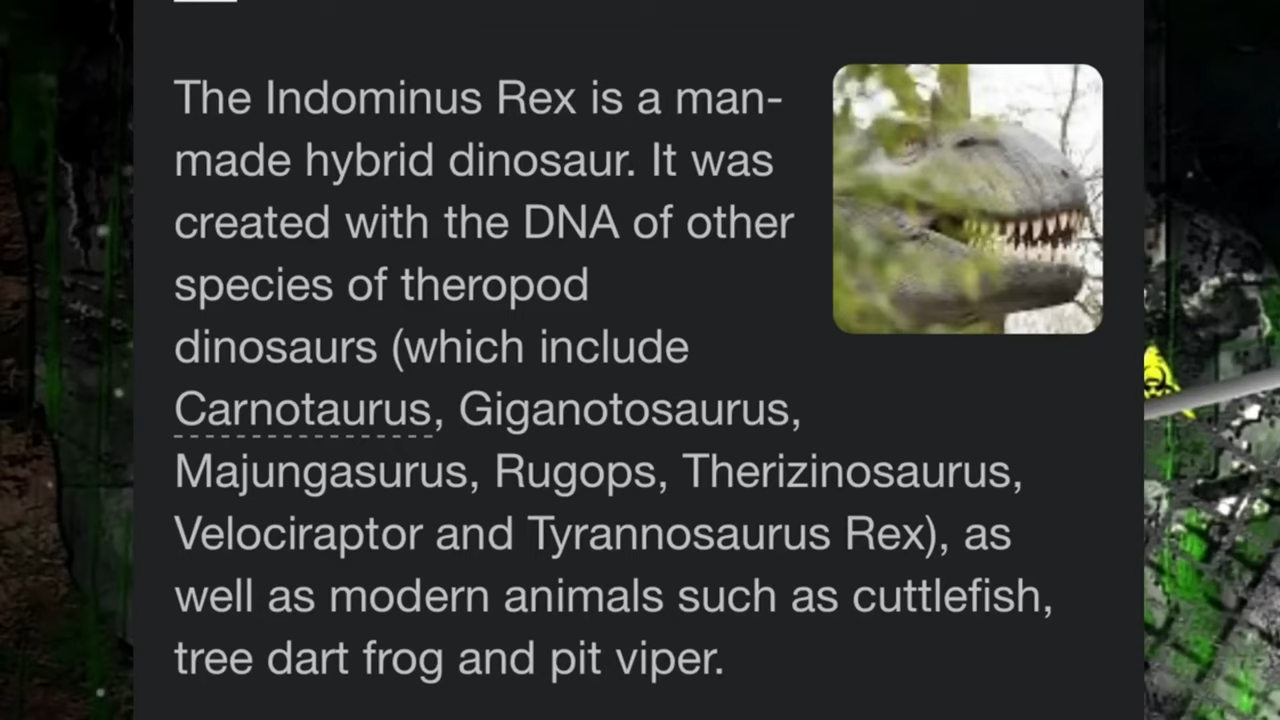 The Indominus Rex is a man-
made hybrid dinosaur. It was
created with the DNA of other
species of theropod
dinosaurs (which include
Carnotaurus, Giganotosaurus,
Majungasurus, Rugops, Therizinosaurus,
Velociraptor and Tyrannosaurus Rex), as
well as modern animals such as cuttlefish,
tree dart frog and pit viper.